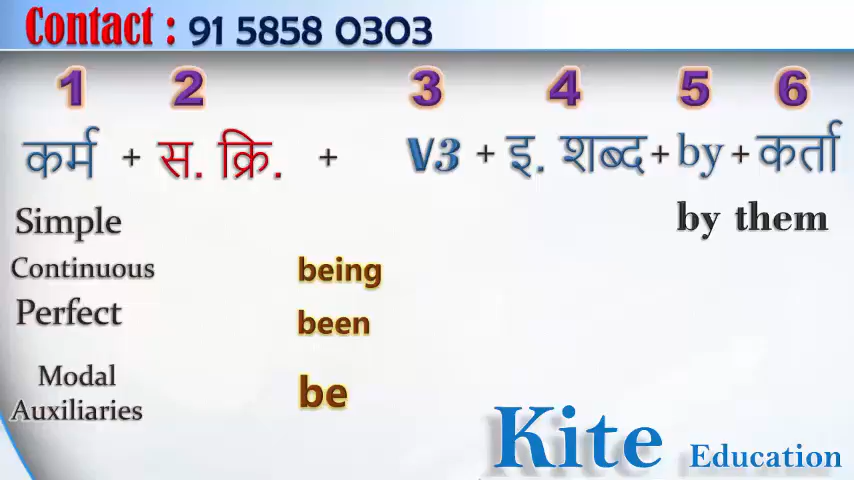 Contact : 91 5858 0303
1 2 3 4 5 6
कर्म + स. क्रि. + V3 + इ. शब्द + by + कर्ता
Simple by them
Continuous being
Perfect been
Modal
Auxiliaries be
Kite Education